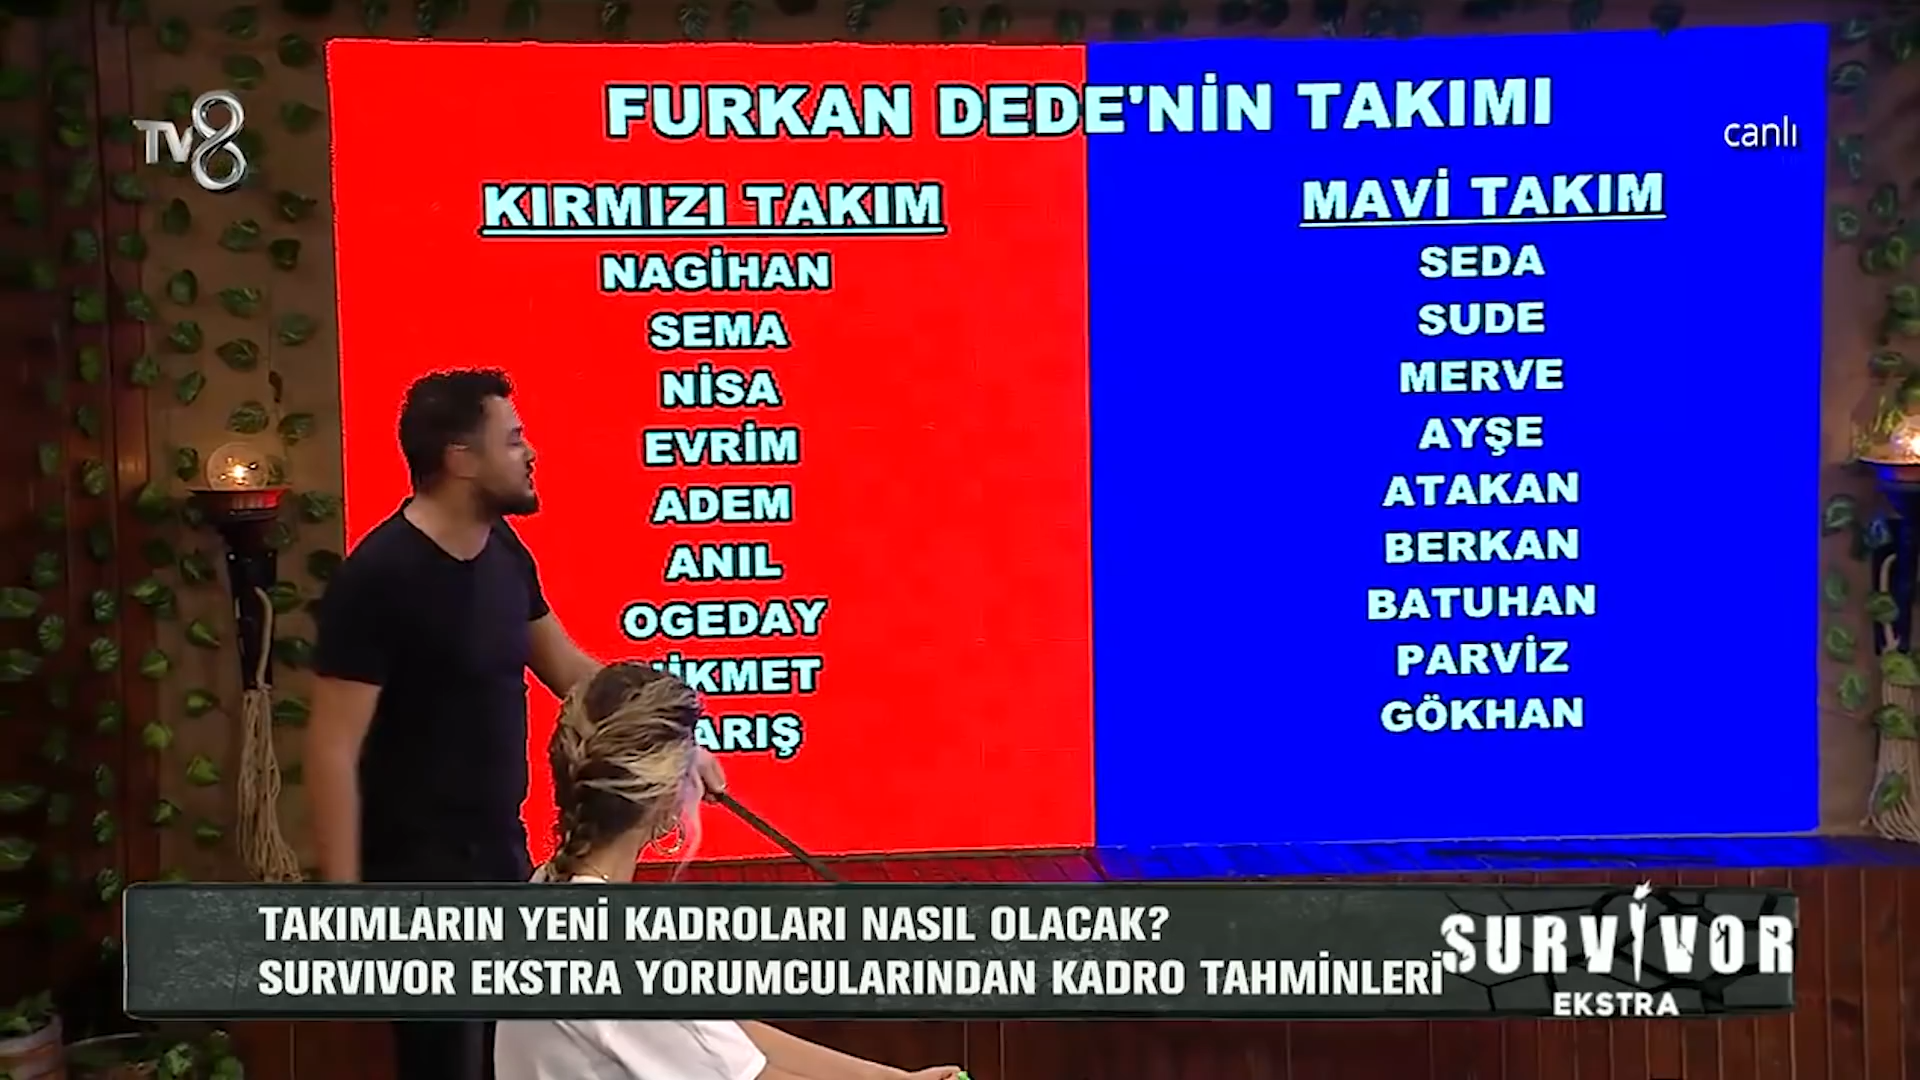 TV8
FURKAN DEDE'NİN TAKIMI
canlı
KIRMIZI TAKIM
NAGİHAN
SEMA
NİSA
EVRİM
ADEM
ANIL
OGEDAY
MAVİ TAKIM
SEDA
SUDE
MERVE
AYŞE
ATAKAN
BERKAN
BATUHAN
PARVİZ
GÖKHAN
TAKIMLARIN YENİ KADROLARI NASIL OLACAK?
SURVIVOR EKSTRA YORUMCULARINDAN KADRO TAHMİNLERİ
SURVIVOR
EKSTRA